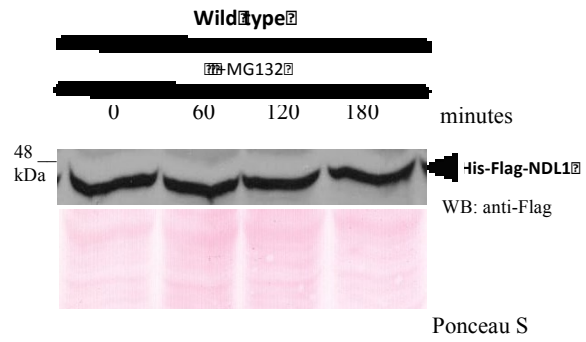 Wild type
+MG132
0 60 120 180 minutes
48
kDa
His-Flag-NDL1
WB: anti-Flag
Ponceau S